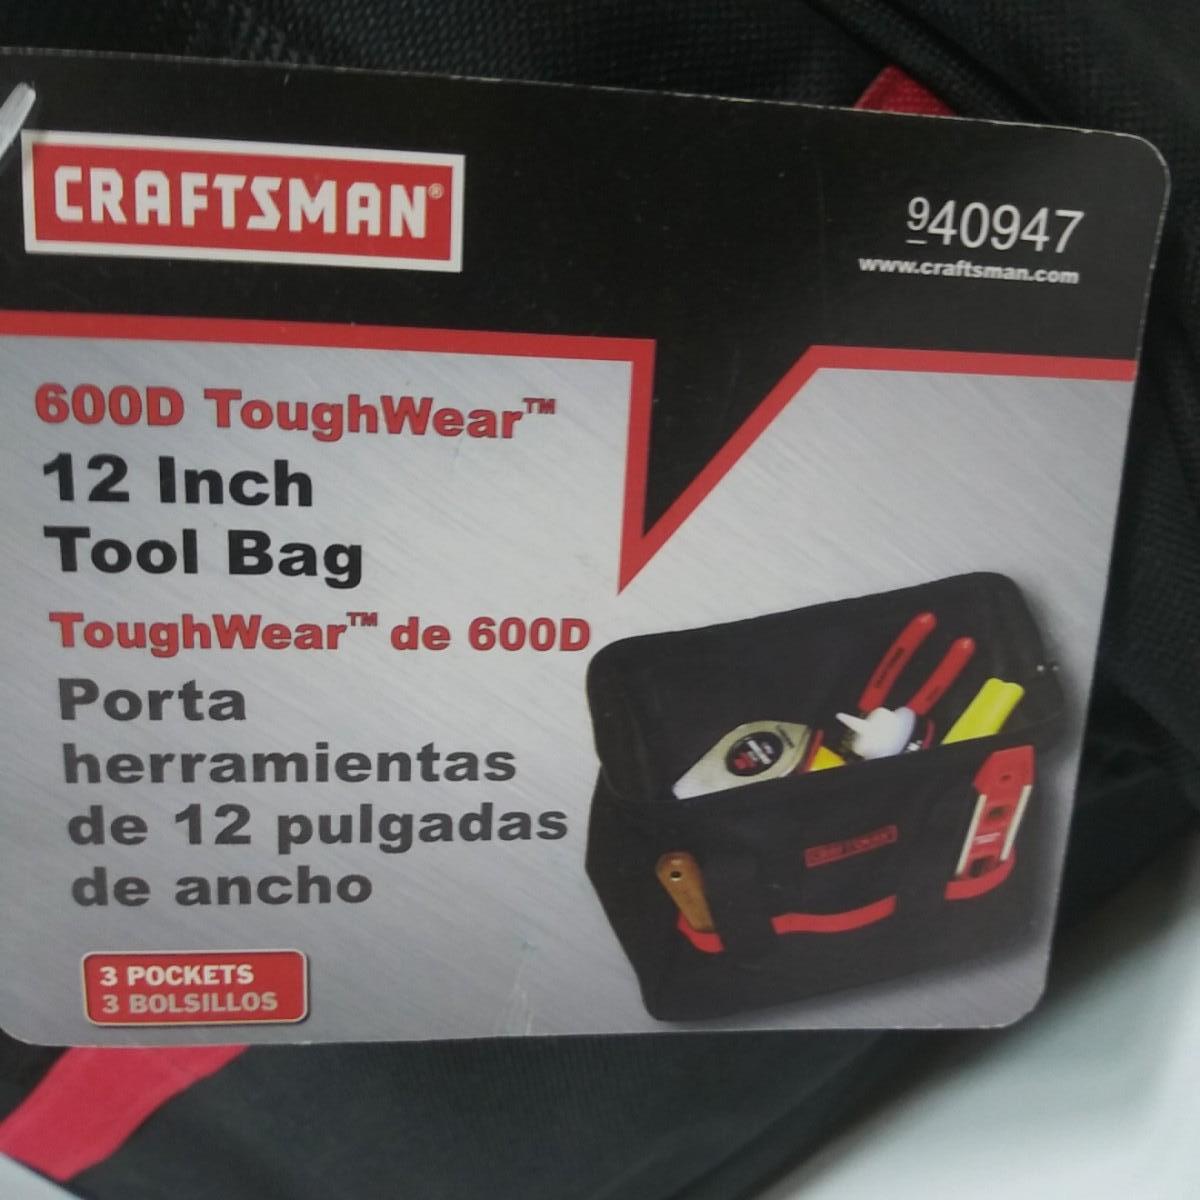 CRAFTSMAN®
940947
www.craftsman.com
600D ToughWear™
12 Inch
Tool Bag
ToughWear™ de 600D
Porta
herramientas
de 12 pulgadas
de ancho
3 POCKETS
3 BOLSILLOS
CRAFTSMAN